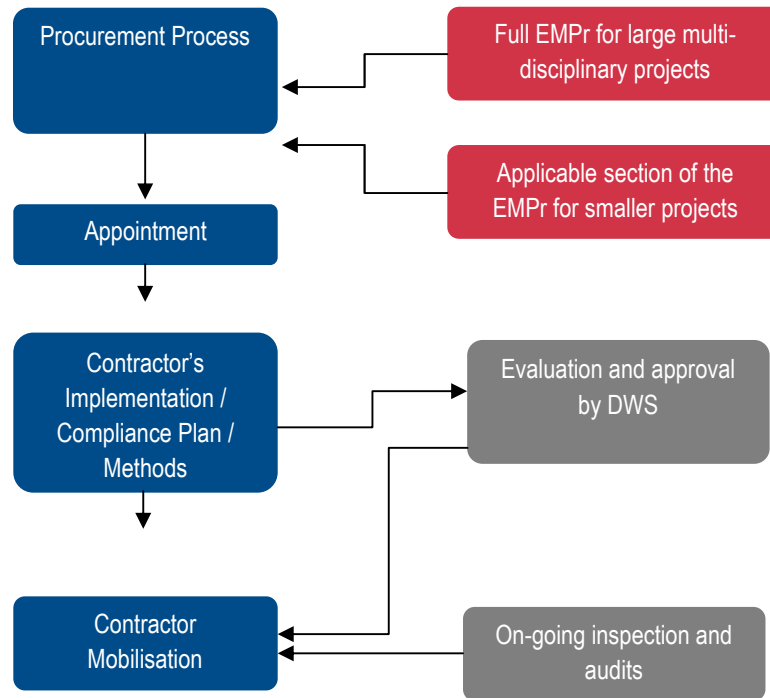 Procurement Process
Full EMPr for large multi-
disciplinary projects
Applicable section of the
EMPr for smaller projects
Appointment
Contractor’s
Implementation /
Compliance Plan /
Methods
Evaluation and approval
by DWS
Contractor
Mobilisation
On-going inspection and
audits